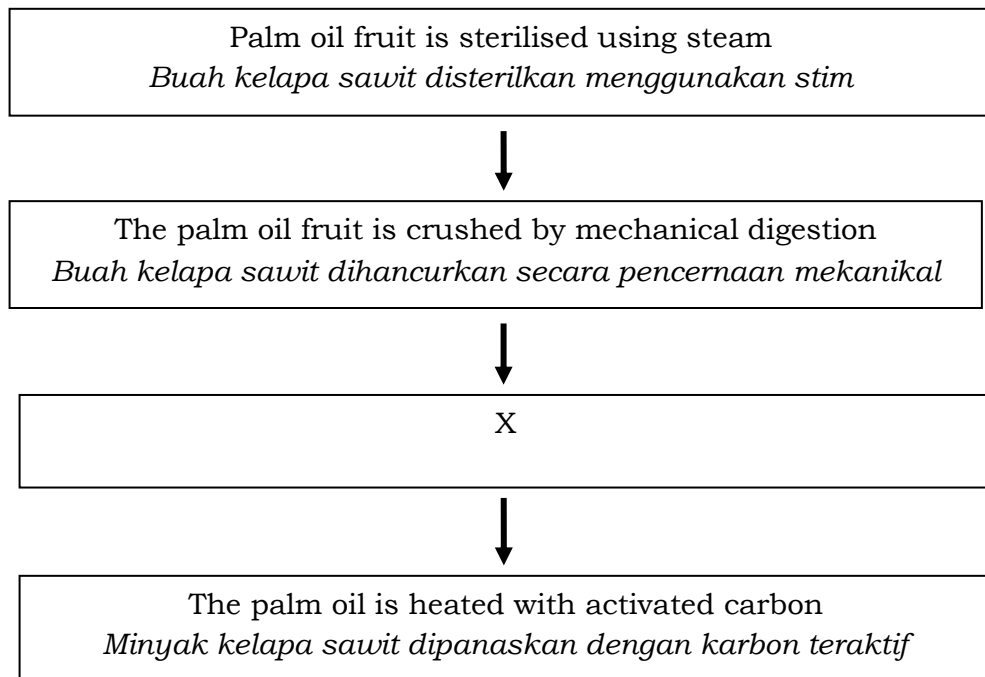 Palm oil fruit is sterilised using steam
Buah kelapa sawit disterilkan menggunakan stim
The palm oil fruit is crushed by mechanical digestion
Buah kelapa sawit dihancurkan secara pencernaan mekanikal
X
The palm oil is heated with activated carbon
Minyak kelapa sawit dipanaskan dengan karbon teraktif